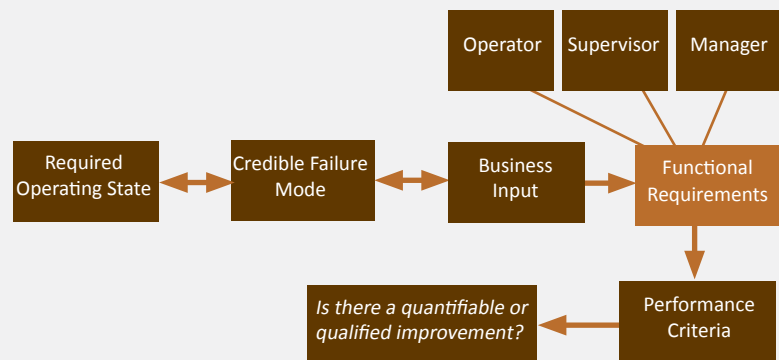 Operator
Supervisor
Manager
Required
Operating State
Credible Failure
Mode
Business
Input
Functional
Requirements
Is there a quantifiable or
qualified improvement?
Performance
Criteria